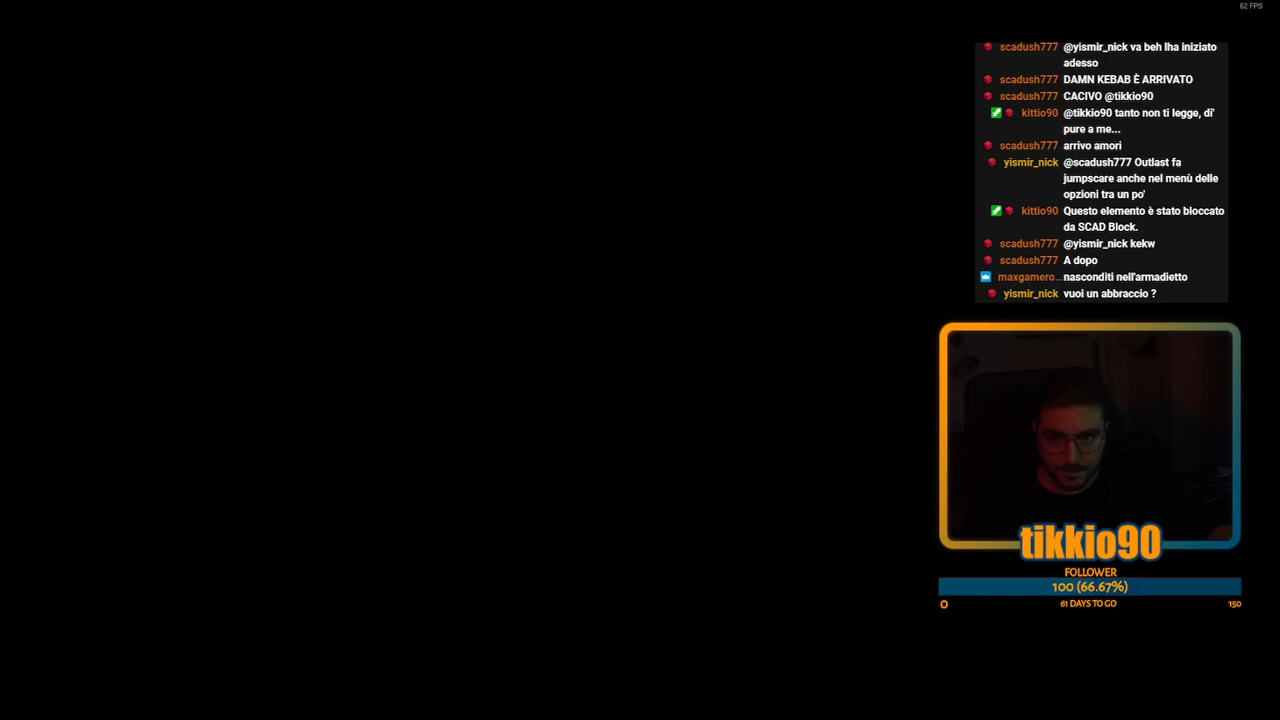 62 FPS
scadush777 @yismir_nick va beh lha iniziato
adesso
scadush777 DAMN KEBAB È ARRIVATO
scadush777 CACIVO @tikkio90
kittio90 @tikkio90 tanto non ti legge, di'
pure a me...
scadush777 arrivo amori
yismir_nick @scadush777 Outlast fa
jumpscare anche nel menù delle
opzioni tra un po'
kittio90 Questo elemento è stato bloccato
da SCAD Block.
scadush777 @yismir_nick kekw
scadush777 A dopo
maxgamero... nasconditi nell'armadietto
yismir_nick vuoi un abbraccio ?
tikkio90
FOLLOWER
100 (66.67%)
0 61 DAYS TO GO 150